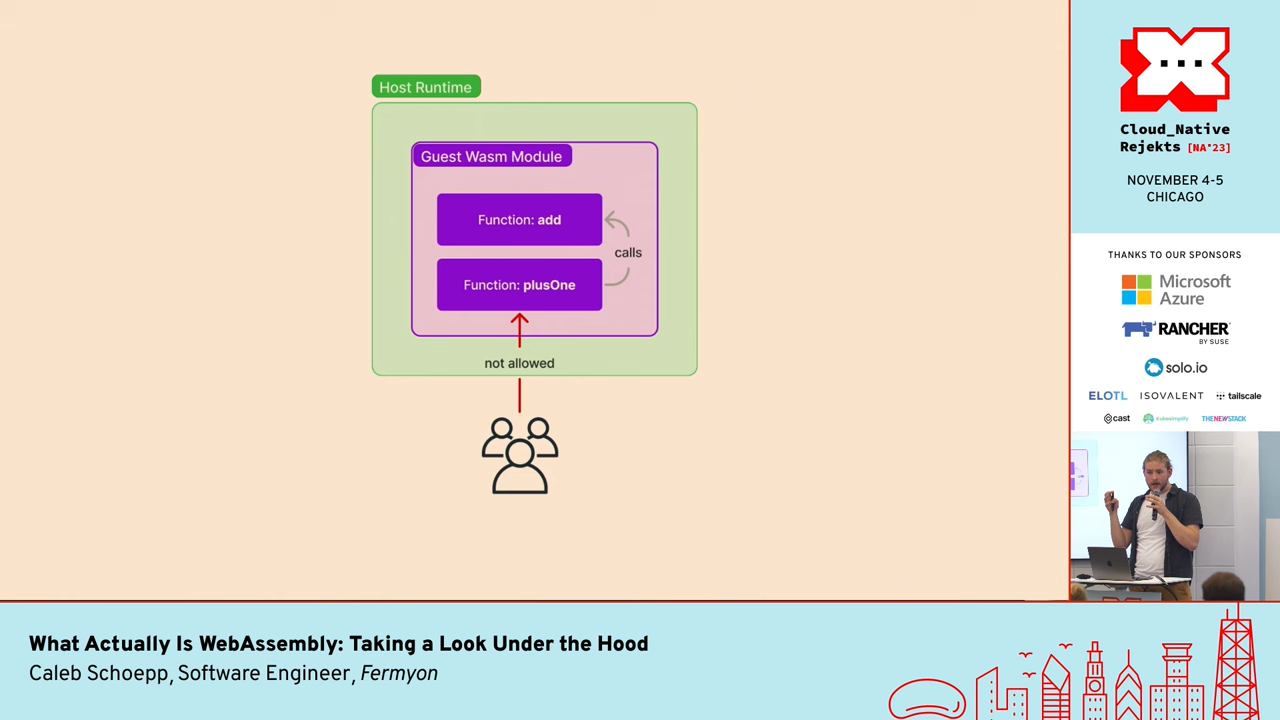 Host Runtime
Guest Wasm Module
Function: add
calls
Function: plusOne
not allowed
Cloud_Native
Rejekts [NA'23]
NOVEMBER 4-5
CHICAGO
THANKS TO OUR SPONSORS
Microsoft
Azure
RANCHER
BY SUSE
solo.io
ELOTL ISOVALENT tailscale
cast Kubesimplify THENEWSTACK
What Actually Is WebAssembly: Taking a Look Under the Hood
Caleb Schoepp, Software Engineer, Fermyon